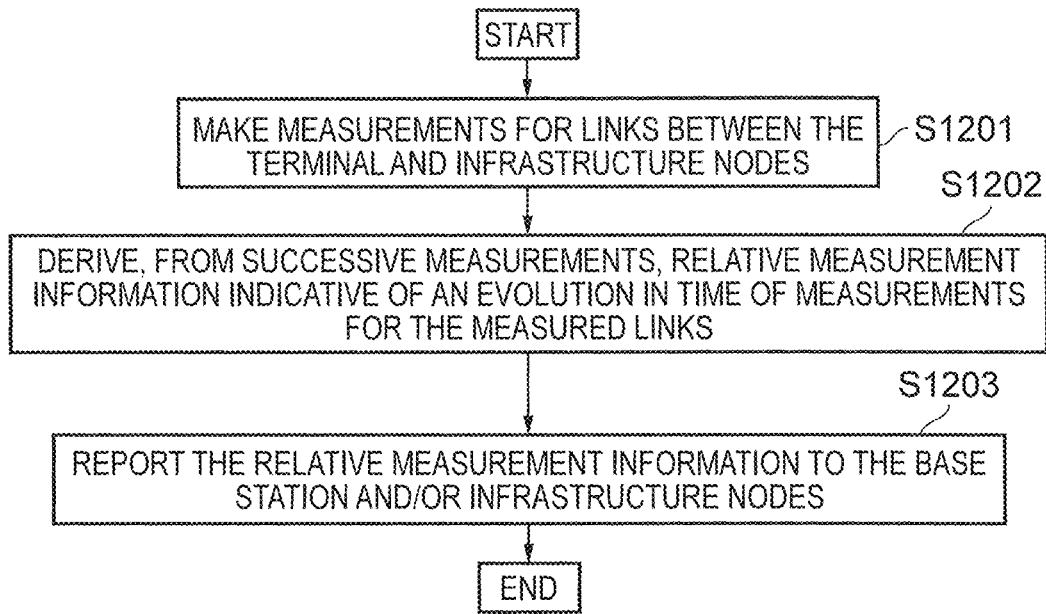 START
MAKE MEASUREMENTS FOR LINKS BETWEEN THE
TERMINAL AND INFRASTRUCTURE NODES
S1201
S1202
DERIVE, FROM SUCCESSIVE MEASUREMENTS, RELATIVE MEASUREMENT
INFORMATION INDICATIVE OF AN EVOLUTION IN TIME OF MEASUREMENTS
FOR THE MEASURED LINKS
S1203
REPORT THE RELATIVE MEASUREMENT INFORMATION TO THE BASE
STATION AND/OR INFRASTRUCTURE NODES
END